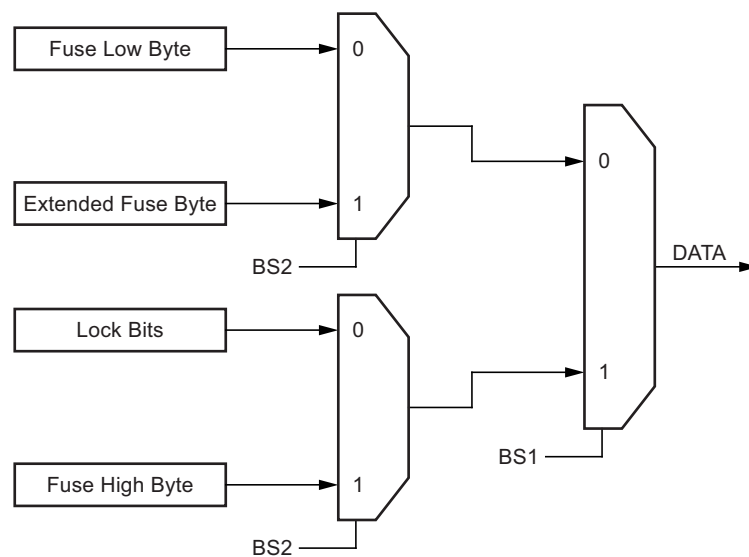 Fuse Low Byte
0
Extended Fuse Byte
1
BS2
0
DATA
Lock Bits
0
1
BS1
Fuse High Byte
1
BS2